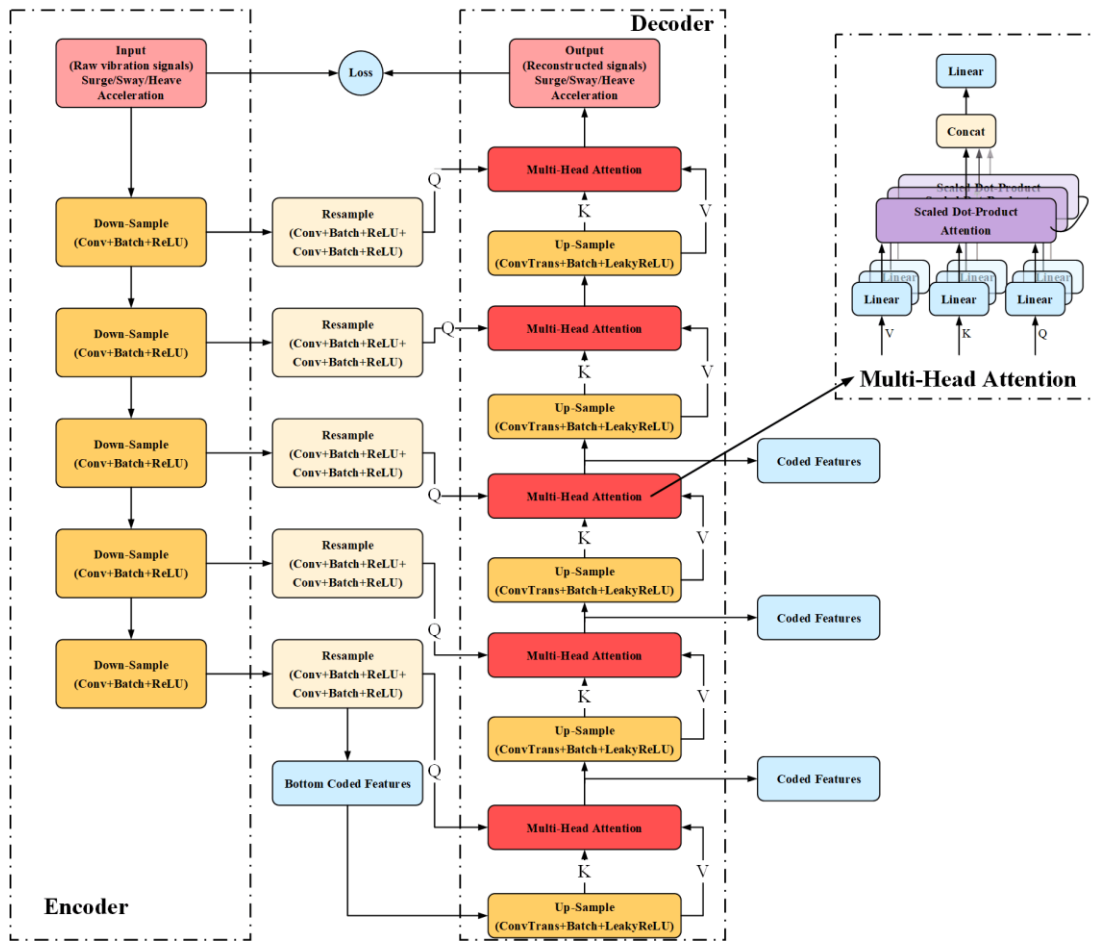 Decoder
Input
(Raw vibration signals)
Surge/Sway/Heave
Acceleration
Loss
Output
(Reconstructed signals)
Surge/Sway/Heave
Acceleration
Down-Sample
(Conv+Batch+ReLU)
Resample
(Conv+Batch+ReLU+
Conv+Batch+ReLU)
Q
Multi-Head Attention
K
V
Up-Sample
(ConvTrans+Batch+LeakyReLU)
Down-Sample
(Conv+Batch+ReLU)
Resample
(Conv+Batch+ReLU+
Conv+Batch+ReLU)
Q
Multi-Head Attention
K
V
Up-Sample
(ConvTrans+Batch+LeakyReLU)
Down-Sample
(Conv+Batch+ReLU)
Resample
(Conv+Batch+ReLU+
Conv+Batch+ReLU)
Q
Multi-Head Attention
Coded Features
K
V
Up-Sample
(ConvTrans+Batch+LeakyReLU)
Down-Sample
(Conv+Batch+ReLU)
Resample
(Conv+Batch+ReLU+
Conv+Batch+ReLU)
Q
Multi-Head Attention
Coded Features
K
V
Up-Sample
(ConvTrans+Batch+LeakyReLU)
Down-Sample
(Conv+Batch+ReLU)
Resample
(Conv+Batch+ReLU+
Conv+Batch+ReLU)
Q
Bottom Coded Features
Multi-Head Attention
Coded Features
K
V
Up-Sample
(ConvTrans+Batch+LeakyReLU)
Encoder
Linear
Concat
Scaled Dot-Product
Scaled Dot-Product
Attention
Linear
Linear
Linear
Linear
Linear
V
K
Q
Multi-Head Attention